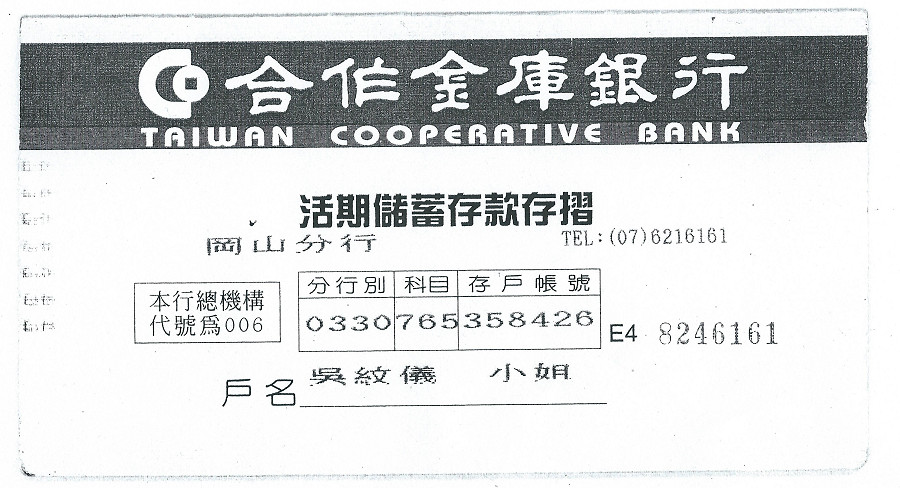 合作金庫銀行
TAIWAN COOPERATIVE BANK
活期儲蓄存款存摺
岡山分行 TEL:(07)6216161
本行總機構
代號為006
分行別 科目 存戶帳號
0330 765 358426 E4 8246161
戶名 吳紋儀 小姐